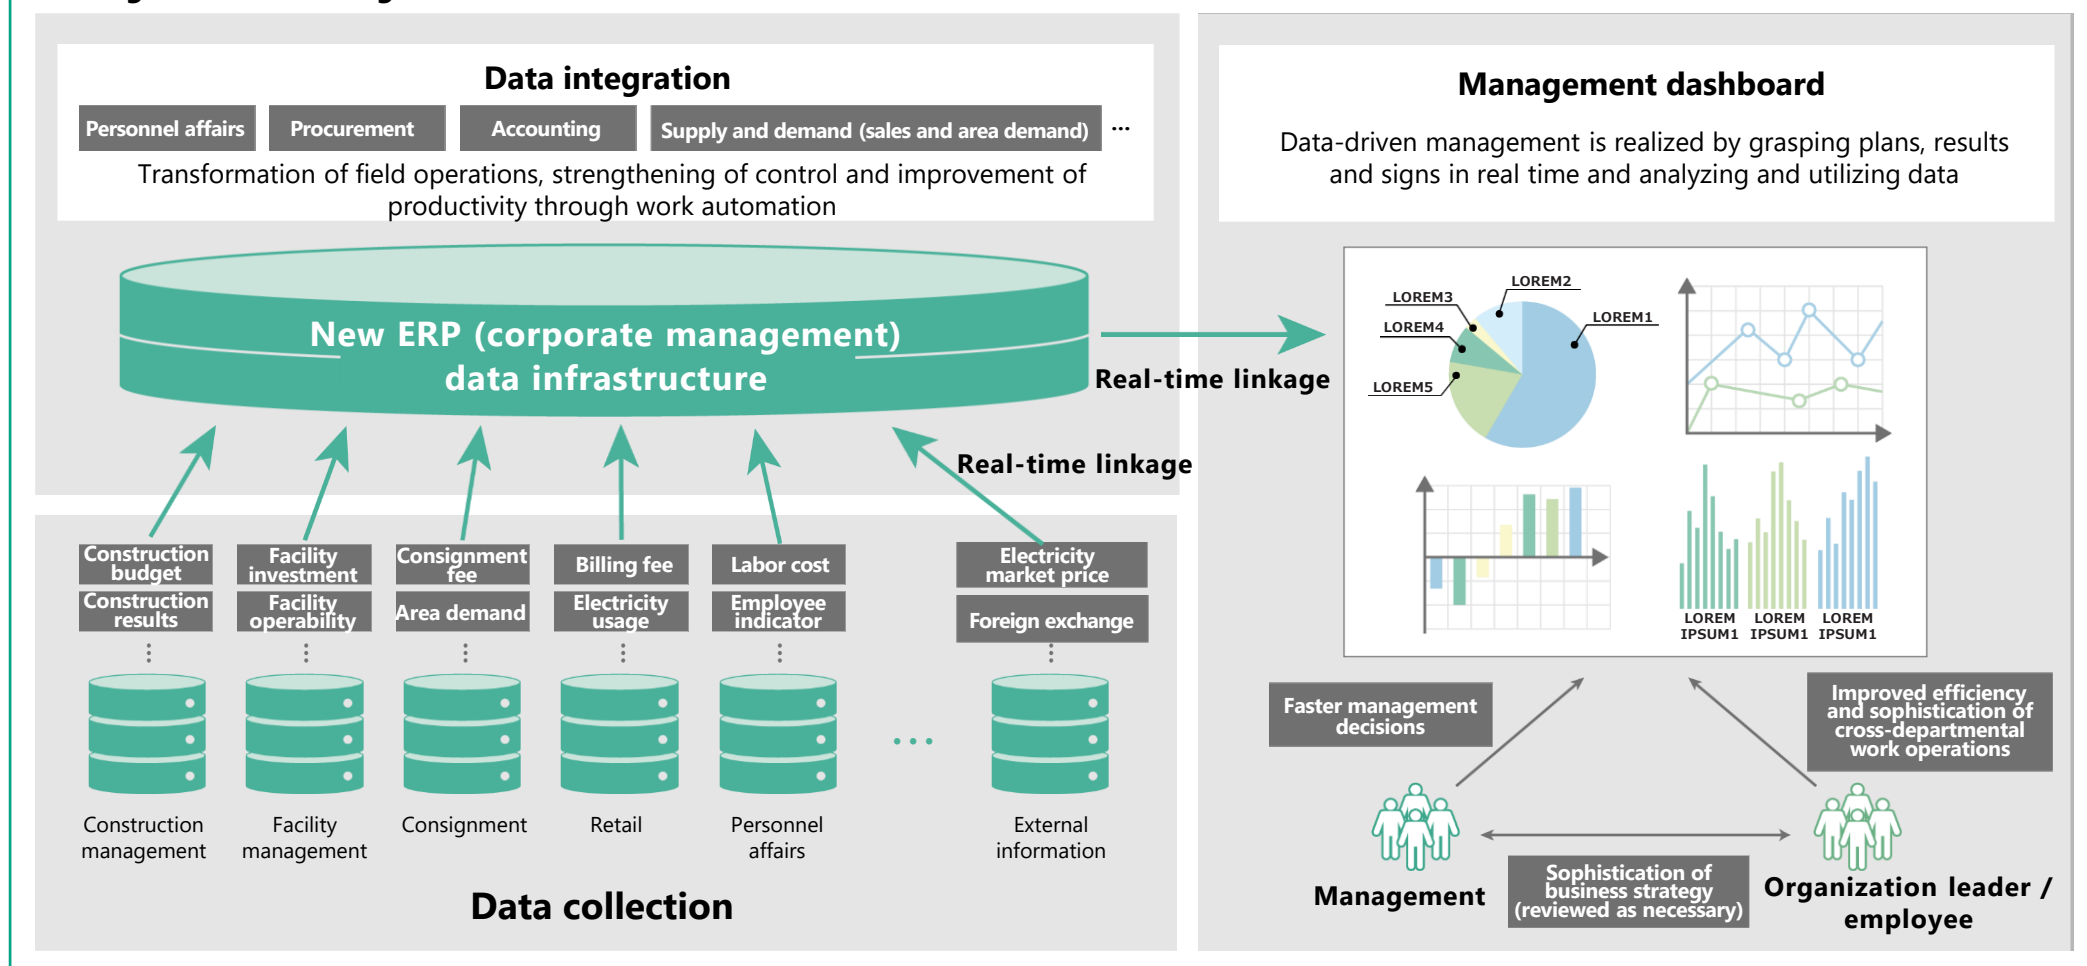 Data integration
Personnel affairs
Procurement
Accounting
Supply and demand (sales and area demand)
...
Transformation of field operations, strengthening of control and improvement of
productivity through work automation
New ERP (corporate management)
data infrastructure
Real-time linkage
Real-time linkage
Construction
budget
Facility
investment
Consignment
fee
Billing fee
Labor cost
Electricity
market price
Construction
results
Facility
operability
Area demand
Electricity
usage
Employee
indicator
Foreign exchange
Construction
management
Facility
management
Consignment
Retail
Personnel
affairs
External
information
Data collection
Management dashboard
Data-driven management is realized by grasping plans, results
and signs in real time and analyzing and utilizing data
LOREM2
LOREM3
LOREM1
LOREM4
LOREM5
LOREM
IPSUM1
LOREM
IPSUM1
LOREM
IPSUM1
Faster management
decisions
Improved efficiency
and sophistication of
cross-departmental
work operations
Management
Sophistication of
business strategy
(reviewed as necessary)
Organization leader /
employee